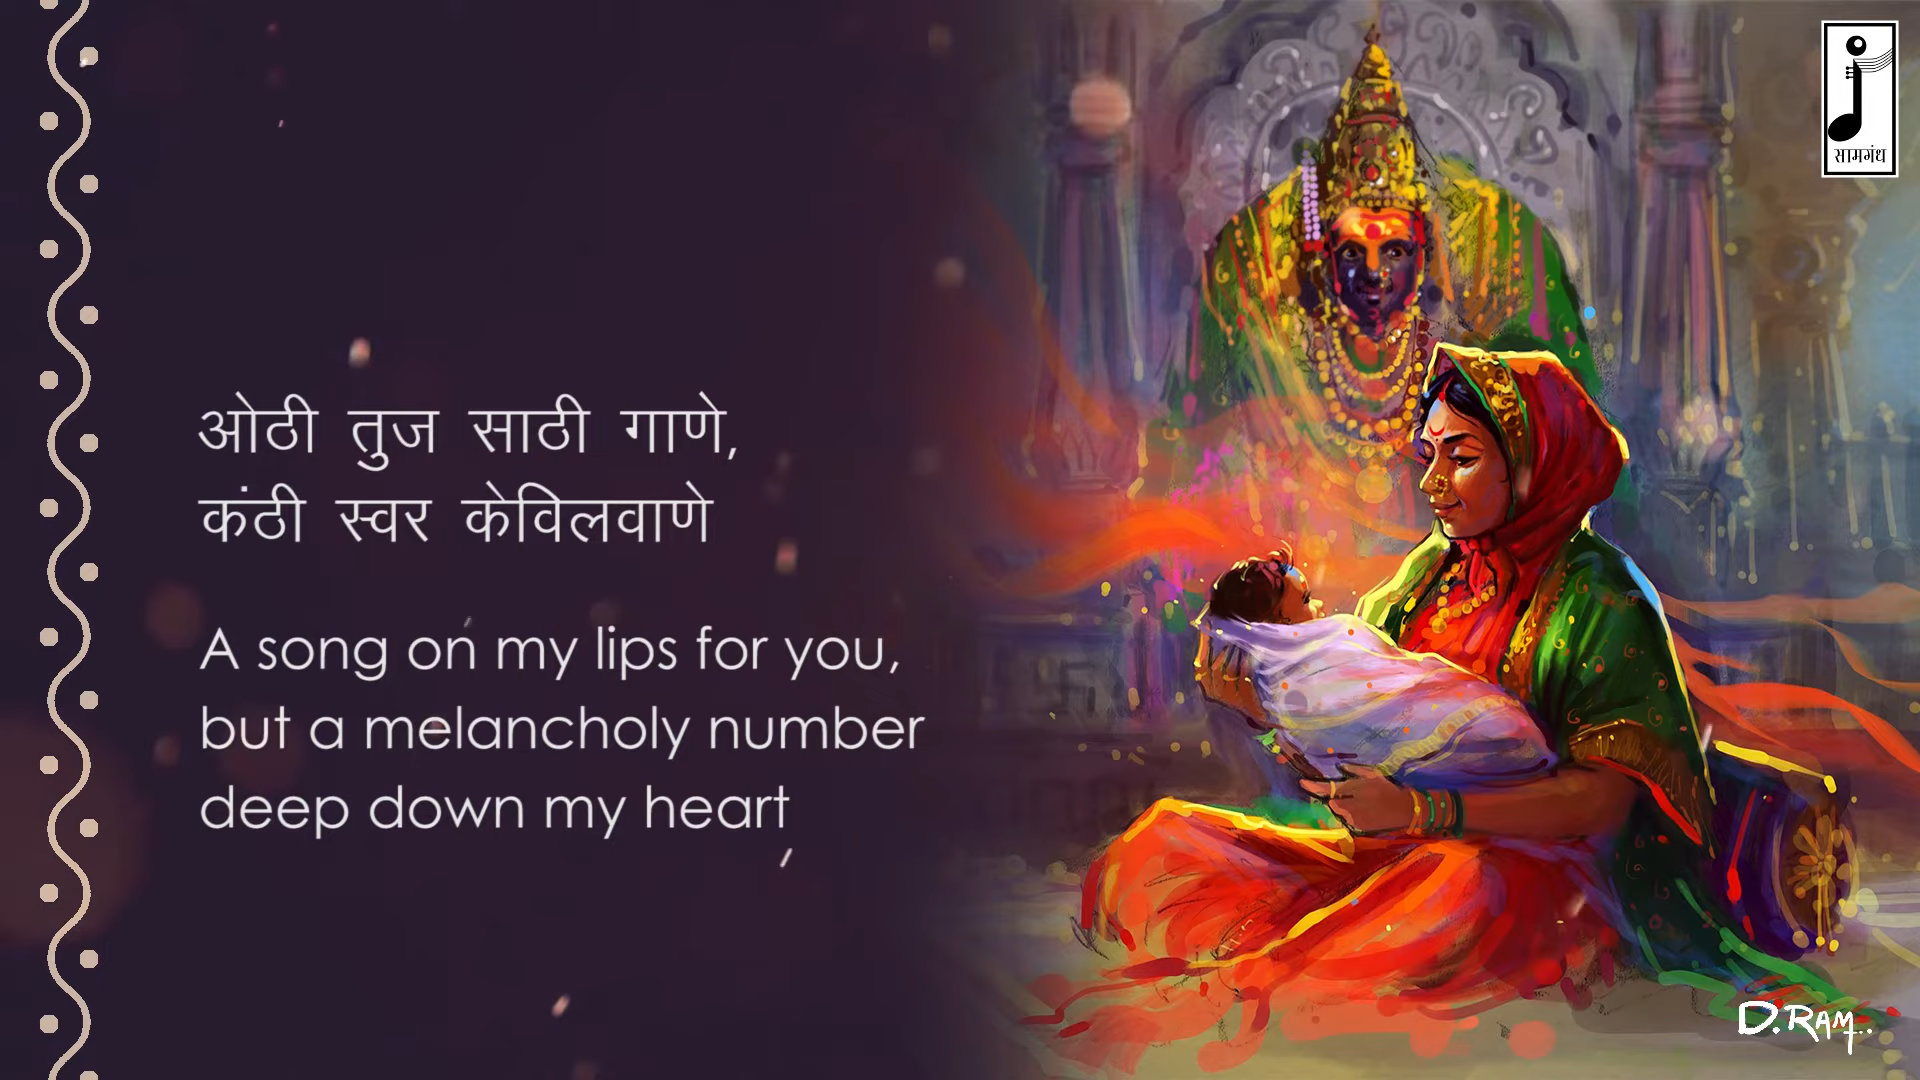 सामगंध
ओठी तुज साठी गाणे,
कंठी स्वर केविलवाणे
A song on my lips for you,
but a melancholy number
deep down my heart
D.RAM..